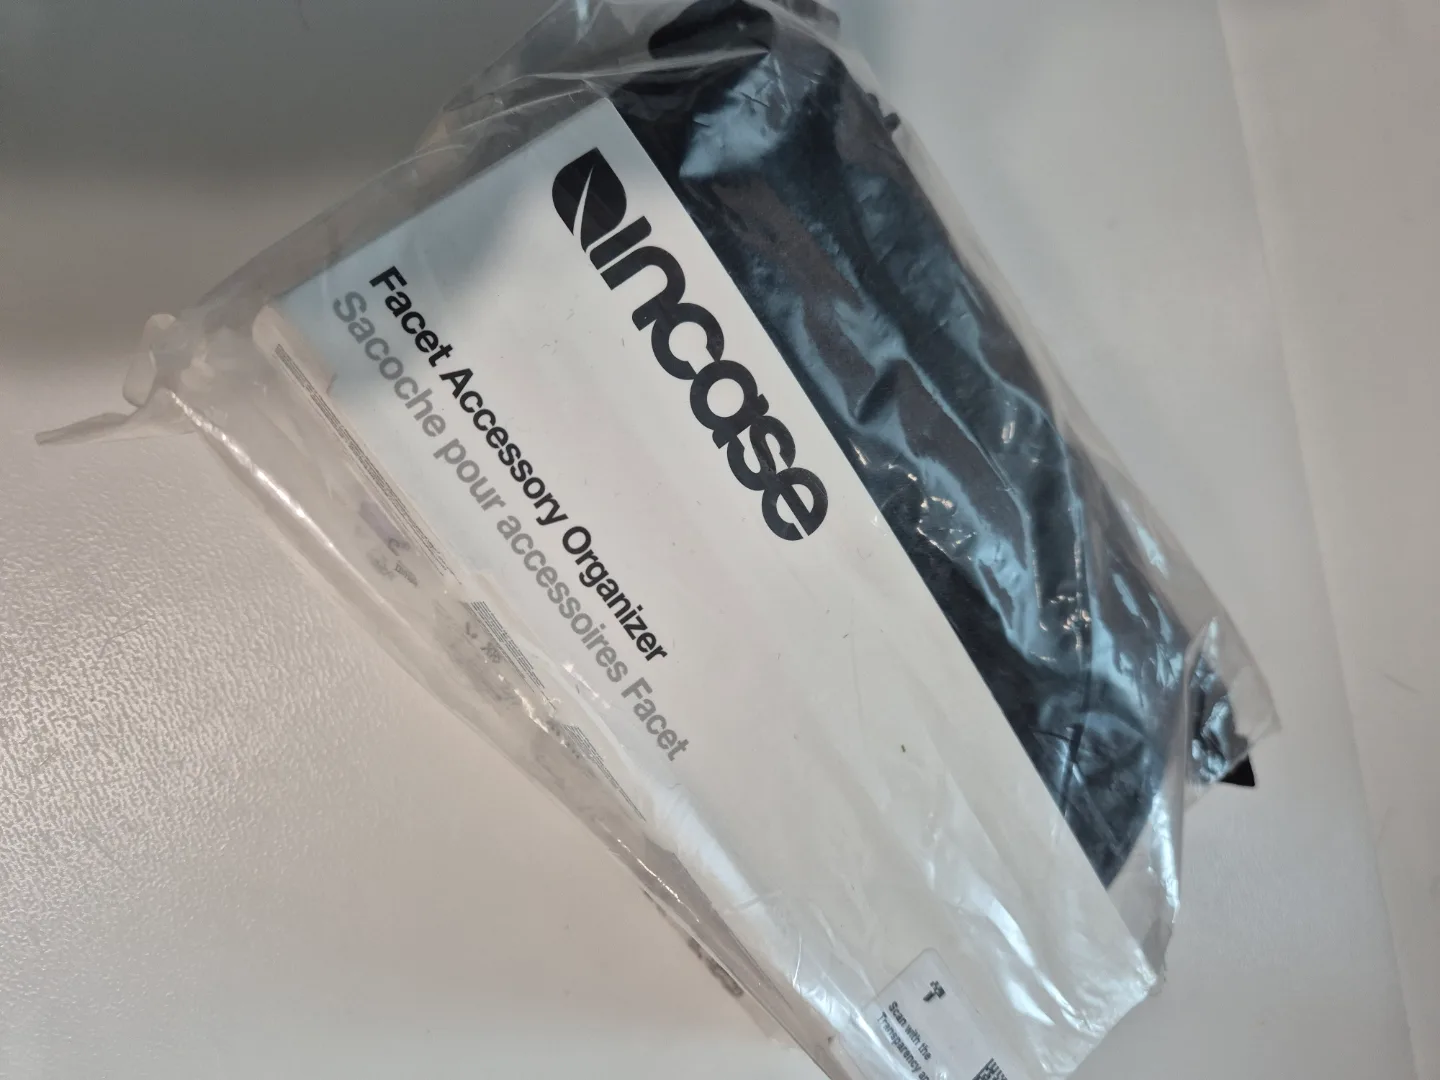 Incase
Facet Accessory Organizer
Sacoche pour accessoires Facet
Scan with the
Transparency